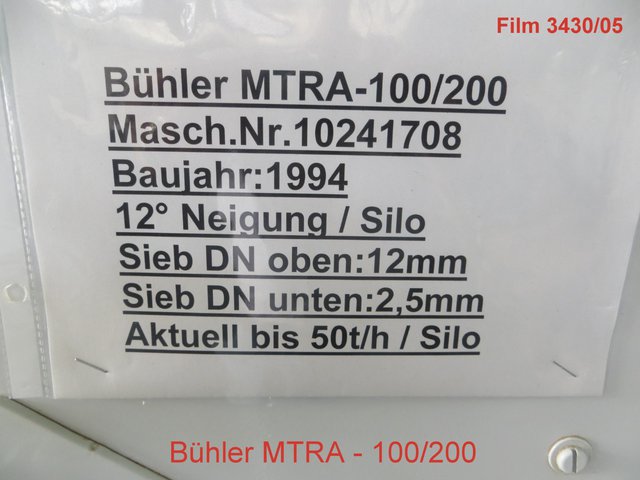 Film 3430/05
Bühler MTRA-100/200
Masch.Nr.10241708
Baujahr:1994
12° Neigung / Silo
Sieb DN oben:12mm
Sieb DN unten:2,5mm
Aktuell bis 50t/h / Silo
Bühler MTRA - 100/200